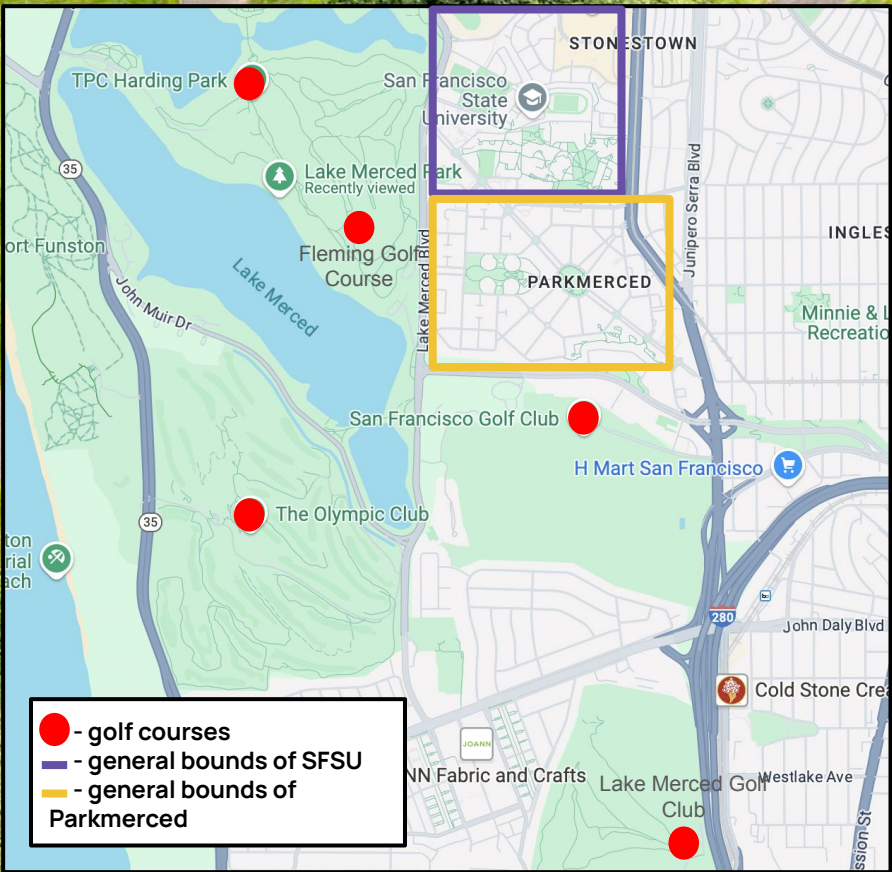 STONESTOWN
TPC Harding Park
San Francisco
State
University
35
Lake Merced Park
Recently viewed
Junipero Serra Blvd
INGLES
ort Funston
Fleming Golf
Course
Lake Merced Blvd
Lake Merced
PARKMERCED
John Muir Dr
Minnie & L
Recreatio
San Francisco Golf Club
H Mart San Francisco
The Olympic Club
35
ton
rial
ach
280
John Daly Blvd
Cold Stone Crea
- golf courses
- general bounds of SFSU
- general bounds of
Parkmerced
JOANN
NN Fabric and Crafts
Lake Merced Golf
Club
Westlake Ave
ssion St